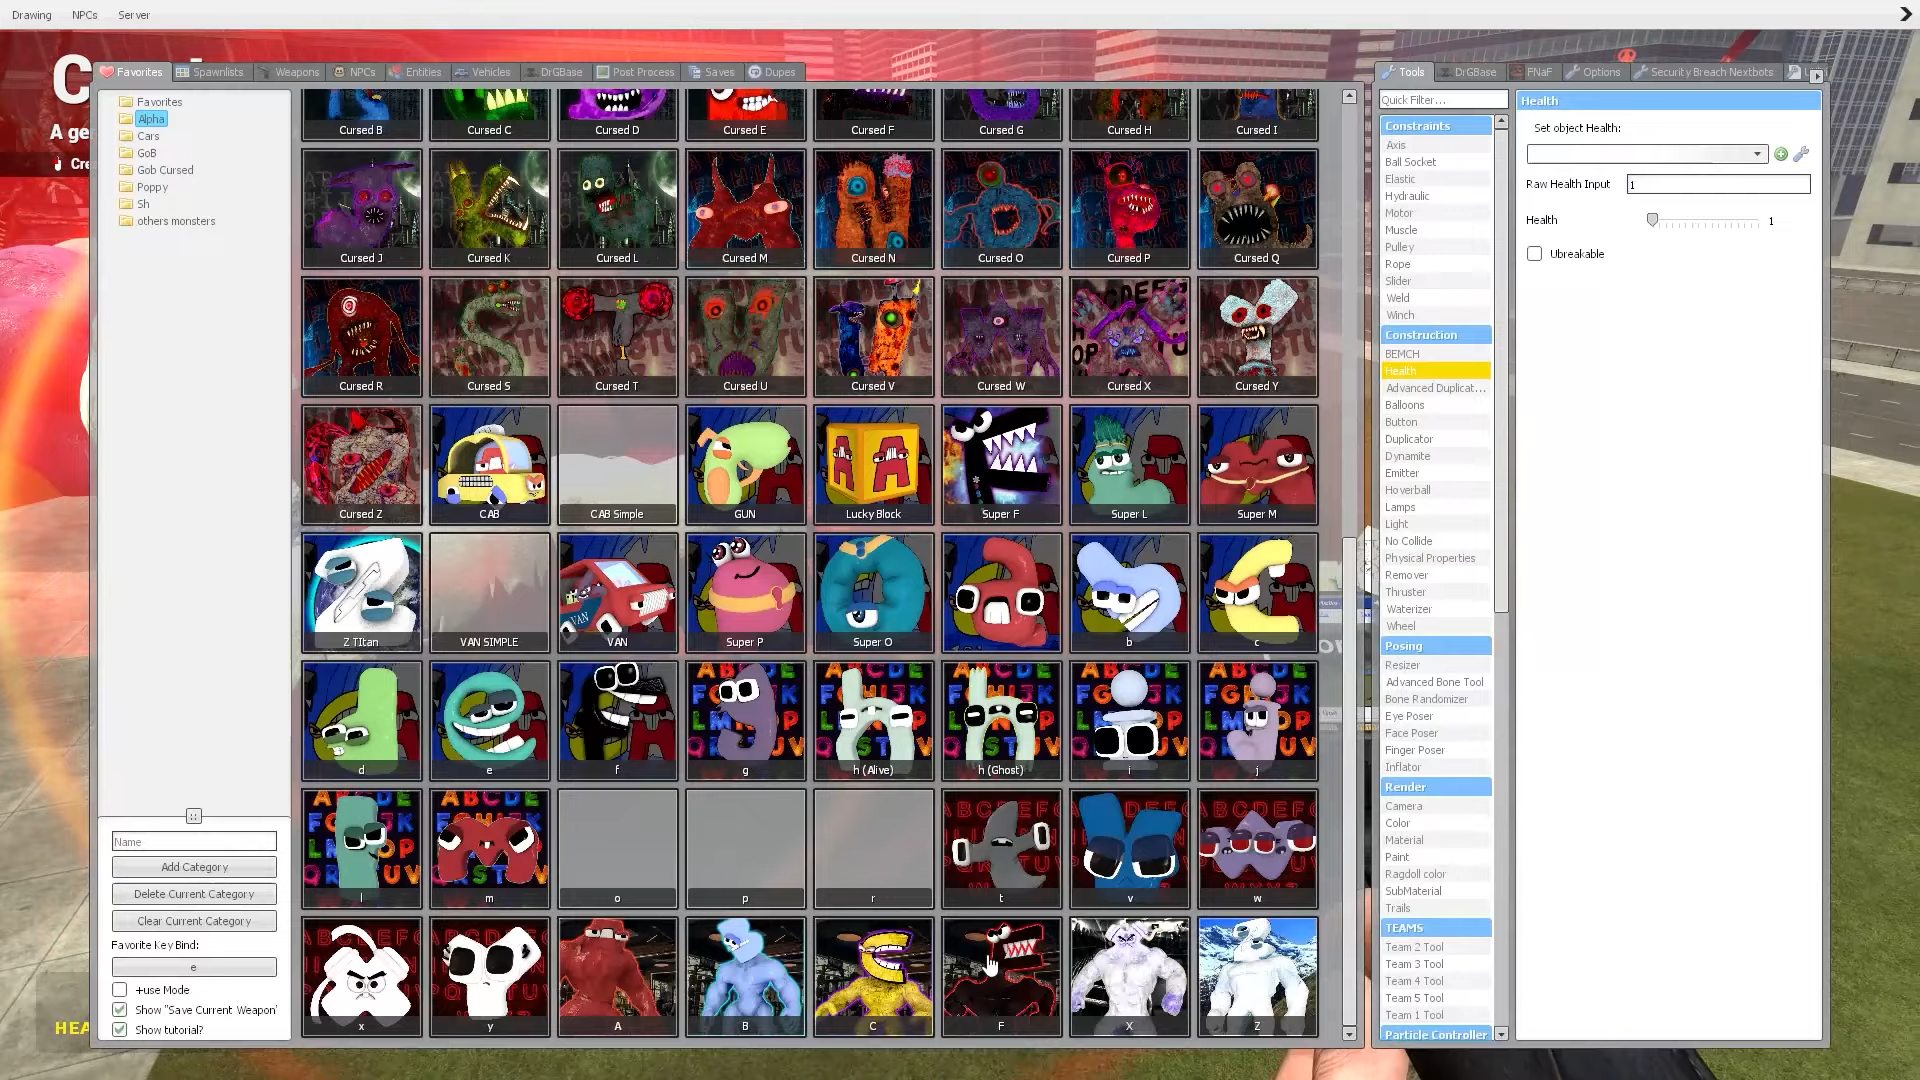 Drawing NPCs Server
C
A ge
Cre
HEA
Favorites Spawnlists Weapons NPCs Entities Vehicles DrGBase Post Process Saves Dupes
Favorites
Alpha
Cars
GoB
Gob Cursed
Poppy
Sh
others monsters
Name
Add Category
Delete Current Category
Clear Current Category
Favorite Key Bind:
e
+use Mode
Show "Save Current Weapon'
Show tutorial?
Cursed B Cursed C Cursed D Cursed E Cursed F Cursed G Cursed H Cursed I
Cursed J Cursed K Cursed L Cursed M Cursed N Cursed O Cursed P Cursed Q
Cursed R Cursed S Cursed T Cursed U Cursed V Cursed W Cursed X Cursed Y
Cursed Z CAB CAB Simple GUN Lucky Block Super F Super L Super M
Z TItan VAN SIMPLE VAN Super P Super O b c
d e f g h (Alive) h (Ghost) i j
l m o p r t v w
x y A B C F X Z
Tools DrGBase FNaF Options Security Breach Nextbots
Quick Filter...
Constraints
Axis
Ball Socket
Elastic
Hydraulic
Motor
Muscle
Pulley
Rope
Slider
Weld
Winch
Construction
BEMCH
Health
Advanced Duplicat...
Balloons
Button
Duplicator
Dynamite
Emitter
Hoverball
Lamps
Light
No Collide
Physical Properties
Remover
Thruster
Waterizer
Wheel
Posing
Resizer
Advanced Bone Tool
Bone Randomizer
Eye Poser
Face Poser
Finger Poser
Inflator
Render
Camera
Color
Material
Paint
Ragdoll color
SubMaterial
Trails
TEAMS
Team 2 Tool
Team 3 Tool
Team 4 Tool
Team 5 Tool
Team 1 Tool
Particle Controller
Health
Set object Health:
Raw Health Input 1
Health 1
Ubreakable